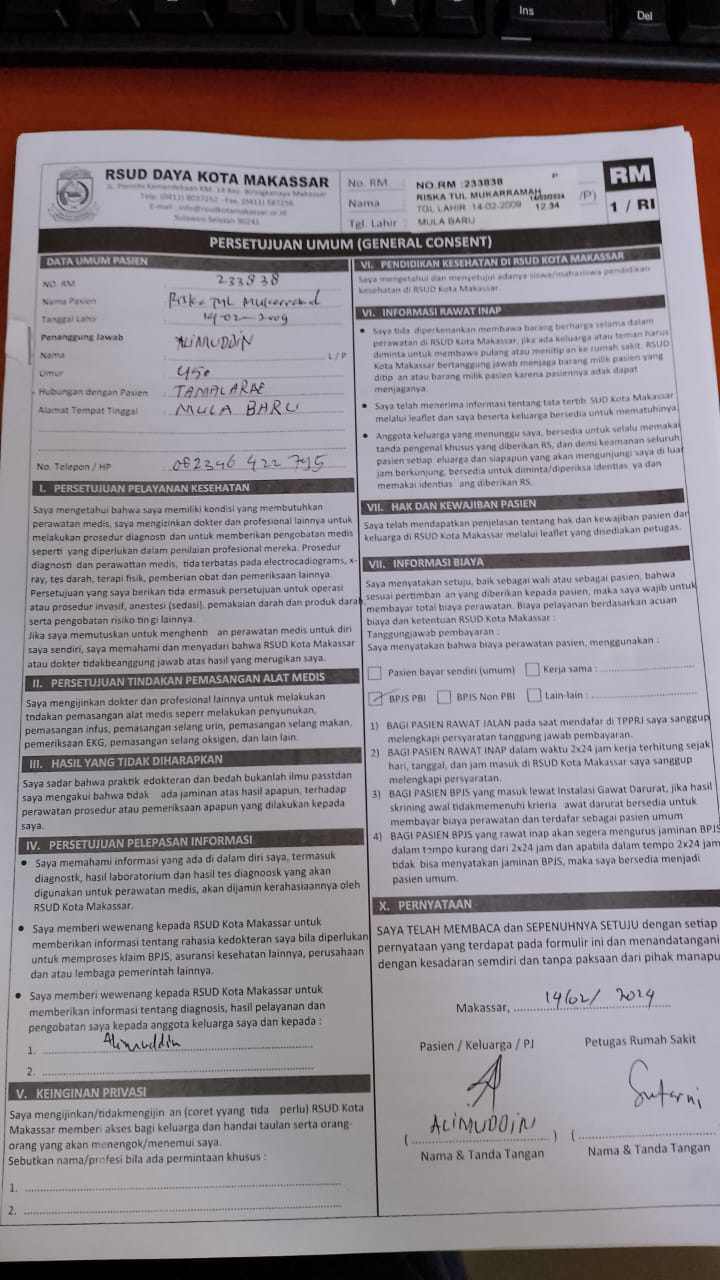 Ins
Del
RSUD DAYA KOTA MAKASSAR
JL. Perintis Kemerdekaan KM. 14 Kec. Biringkanaya Makassar
Sulawesi Selatan 90241
No. RM
NO.RM :233838
P
Nama
RISKA TUL MUKARRAMAH
12 34
/P)
Tgl. Lahir
TGL LAHIR 14-02-2009
MULA BARU
RM
1 / RI
PERSETUJUAN UMUM (GENERAL CONSENT)
DATA UMUM PASIEN
NO. RM : 233838
Nama Pasien : Riska Tul
Tanggal Lahir : 14-02-2009
Penanggung Jawab
Nama : ALIMUDDIN L / P
Umur :
Hubungan dengan Pasien : TAMALARAE
Alamat Tempat Tinggal : MULA BARU
No. Telepon / HP : 082346 422 795
I. PERSETUJUAN PELAYANAN KESEHATAN
Saya mengetahui bahwa saya memiliki kondisi yang membutuhkan
perawatan medis, saya mengizinkan dokter dan profesional lainnya untuk
melakukan prosedur diagnosti dan untuk memberikan pengobatan medis
seperti yang diperlukan dalam penilaian profesional mereka. Prosedur
diagnosti dan perawattan medis, tida terbatas pada electrocadiograms, x-
ray, tes darah, terapi fisik, pemberian obat dan pemeriksaan lainnya.
Persetujuan yang saya berikan tida ermasuk persetujuan untuk operasi
atau prosedur invasif, anestesi (sedasi), pemakaian darah dan produk darah
serta pengobatan risiko tingi lainnya.
Jika saya memutuskan untuk menghenti an perawatan medis untuk diri
saya sendiri, saya memahami dan menyadari bahwa RSUD Kota Makassar
atau dokter tidakbeanggung jawab atas hasil yang merugikan saya.
II. PERSETUJUAN TINDAKAN PEMASANGAN ALAT MEDIS
Saya mengijinkan dokter dan profesional lainnya untuk melakukan
tndakan pemasangan alat medis seperr melakukan penyunukan,
pemasangan infus, pemasangan selang urin, pemasangan selang makan,
pemeriksaan EKG, pemasangan selang oksigen, dan lain lain.
III. HASIL YANG TIDAK DIHARAPKAN
Saya sadar bahwa praktik edokteran dan bedah bukanlah ilmu passtdan
saya mengakui bahwa tidak ada jaminan atas hasil apapun, terhadap
perawatan prosedur atau pemeriksaan apapun yang dilakukan kepada
saya.
IV. PERSETUJUAN PELEPASAN INFORMASI
• Saya memahami informasi yang ada di dalam diri saya, termasuk
diagnostk, hasil laboratorium dan hasil tes diagnoosk yang akan
digunakan untuk perawatan medis, akan dijamin kerahasiaannya oleh
RSUD Kota Makassar.
• Saya memberi wewenang kepada RSUD Kota Makassar untuk
memberikan informasi tentang rahasia kedokteran saya bila diperlukan
untuk memproses klaim BPJS, asuransi kesehatan lainnya, perusahaan
dan atau lembaga pemerintah lainnya.
• Saya memberi wewenang kepada RSUD Kota Makassar untuk
memberikan informasi tentang diagnosis, hasil pelayanan dan
pengobatan saya kepada anggota keluarga saya dan kepada :
1. Alimuddin
2.
V. KEINGINAN PRIVASI
Saya mengijinkan/tidakmengijin an (coret yyang tida perlu) RSUD Kota
Makassar memberi akses bagi keluarga dan handai taulan serta orang-
orang yang akan menengok/menemui saya.
Sebutkan nama/profesi bila ada permintaan khusus :
1.
2.
VI. PENDIDIKAN KESEHATAN DI RSUD KOTA MAKASSAR
Saya mengetahui dan menyetujui adanya siswa/mahasiswa pendidikan
kesehatan di RSUD Kota Makassar.
VI. INFORMASI RAWAT INAP
• Saya tida diperkenankan membawa barang berharga selama dalam
perawatan di RSUD Kota Makassar, jika ada keluarga atau teman harus
diminta untuk membawa pulang atau menitip an ke rumah sakit. RSUD
Kota Makassar bertanggung jawab menjaga barang milik pasien yang
ditip an atau barang milik pasien karena pasiennya adak dapat
menjaganya.
• Saya telah menerima informasi tentang tata tertib SUD Kota Makassar
melalui leaflet dan saya beserta keluarga bersedia untuk mematuhinya.
• Anggota keluarga yang menunggu saya, bersedia untuk selalu memakai
tanda pengenal khusus yang diberikan RS, dan demi keamanan seluruh
pasien setiap eluarga dan siapapun yang akan mengunjungi saya di luar
jam berkunjung, bersedia untuk diminta/diperiksa identias ya dan
memakai identias ang diberikan RS.
VII. HAK DAN KEWAJIBAN PASIEN
Saya telah mendapatkan penjelasan tentang hak dan kewajiban pasien dan
keluarga di RSUD Kota Makassar melalui leaflet yang disediakan petugas.
VII. INFORMASI BIAYA
Saya menyatakan setuju, baik sebagai wali atau sebagai pasien, bahwa
sesuai pertimban an yang diberikan kepada pasien, maka saya wajib untuk
membayar total biaya perawatan. Biaya pelayanan berdasarkan acuan
biaya dan ketentuan RSUD Kota Makassar :
Tanggungjawab pembayaran :
Saya menyatakan bahwa biaya perawatan pasien, menggunakan :
Pasien bayar sendiri (umum) Kerja sama :
BPJS PBI BPJS Non PBI Lain-lain :
1) BAGI PASIEN RAWAT JALAN pada saat mendafar di TPPRJ saya sanggup
melengkapi persyaratan tanggung jawab pembayaran.
2) BAGI PASIEN RAWAT INAP dalam waktu 2x24 jam kerja terhitung sejak
hari, tanggal, dan jam masuk di RSUD Kota Makassar saya sanggup
melengkapi persyaratan.
3) BAGI PASIEN BPJS yang masuk lewat Instalasi Gawat Darurat, jika hasil
skrining awal tidakmemenuhi krieria awat darurat bersedia untuk
membayar biaya perawatan dan terdafar sebagai pasien umum
4) BAGI PASIEN BPJS yang rawat inap akan segera mengurus jaminan BPJS
dalam tempo kurang dari 2x24 jam dan apabila dalam tempo 2x24 jam
tidak bisa menyatakan jaminan BPJS, maka saya bersedia menjadi
pasien umum.
X. PERNYATAAN
SAYA TELAH MEMBACA dan SEPENUHNYA SETUJU dengan setiap
pernyataan yang terdapat pada formulir ini dan menandatangani
dengan kesadaran semdiri dan tanpa paksaan dari pihak manapu
Makassar, 14/02/ 2024
Pasien / Keluarga / PJ
Petugas Rumah Sakit
Sutarni
( ALIMUDDIN ) (
Nama & Tanda Tangan
Nama & Tanda Tangan